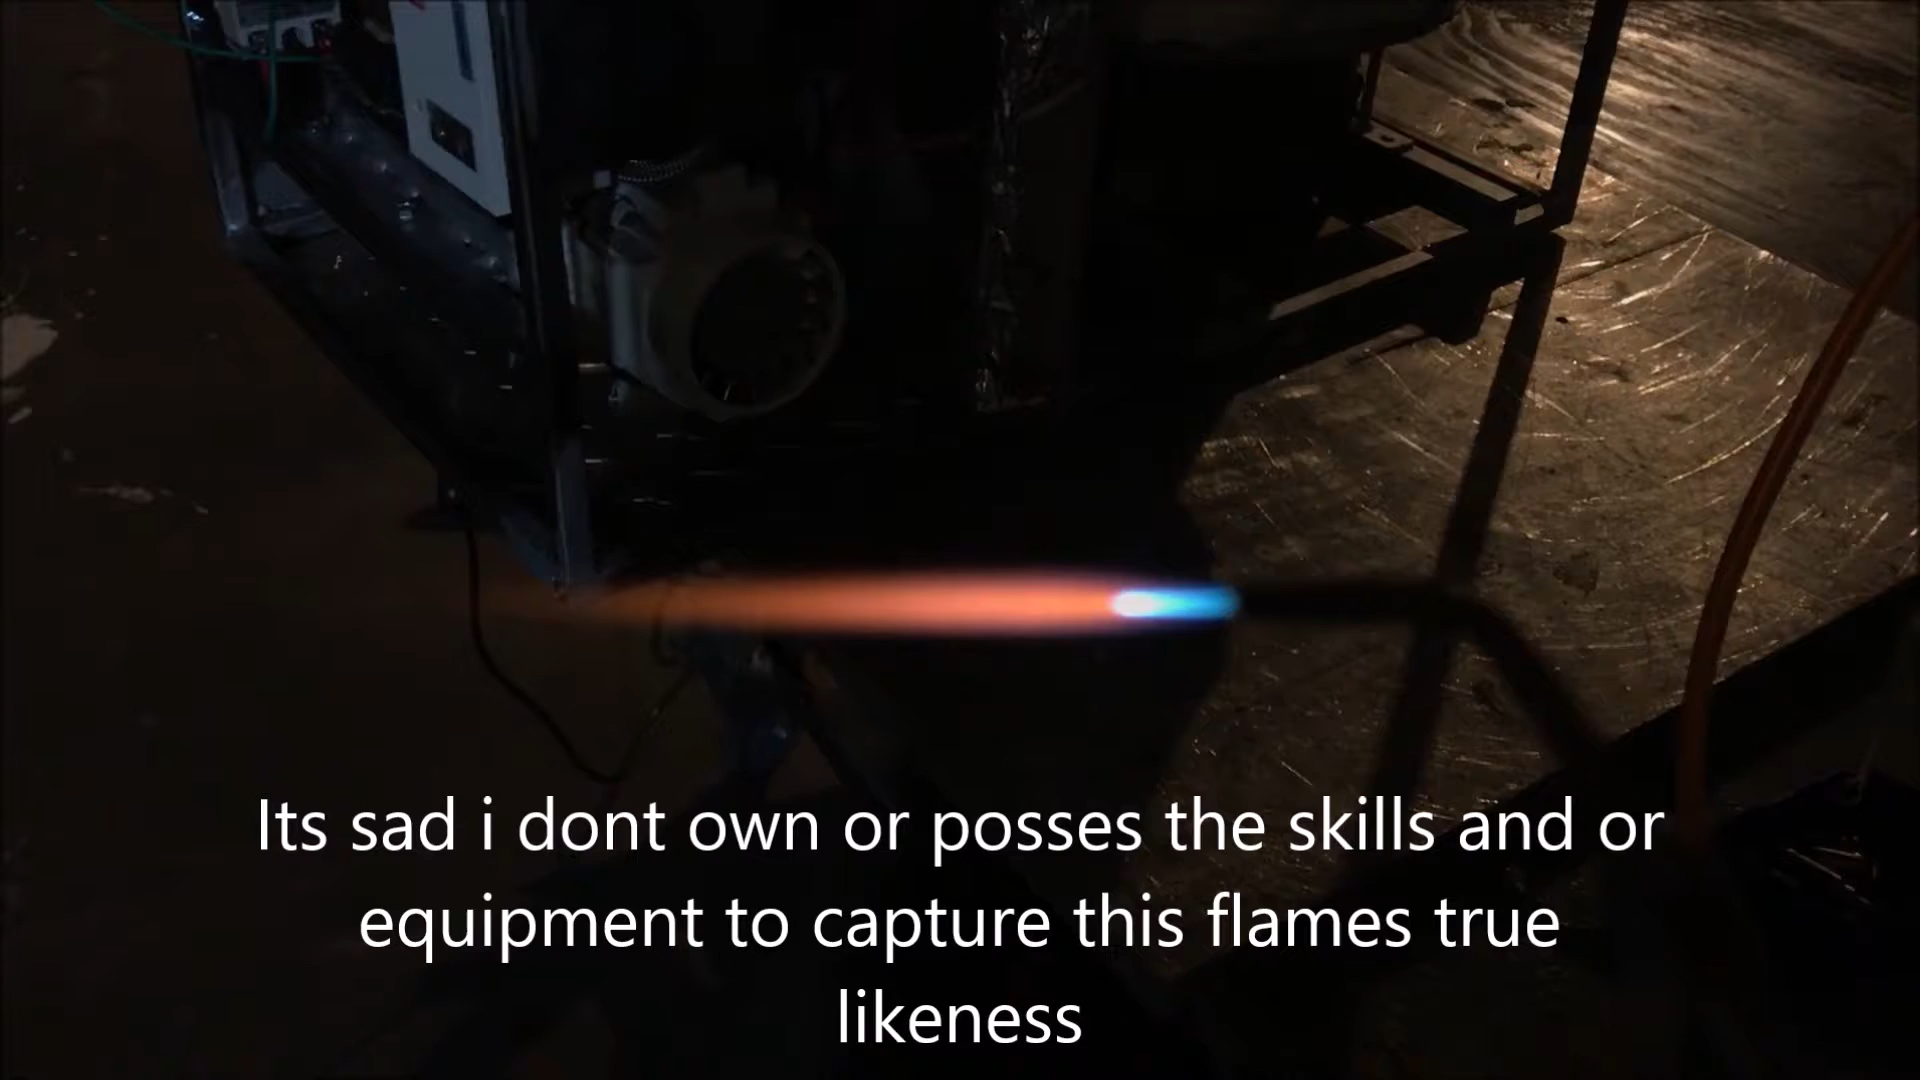 Its sad i dont own or posses the skills and or
equipment to capture this flames true
likeness